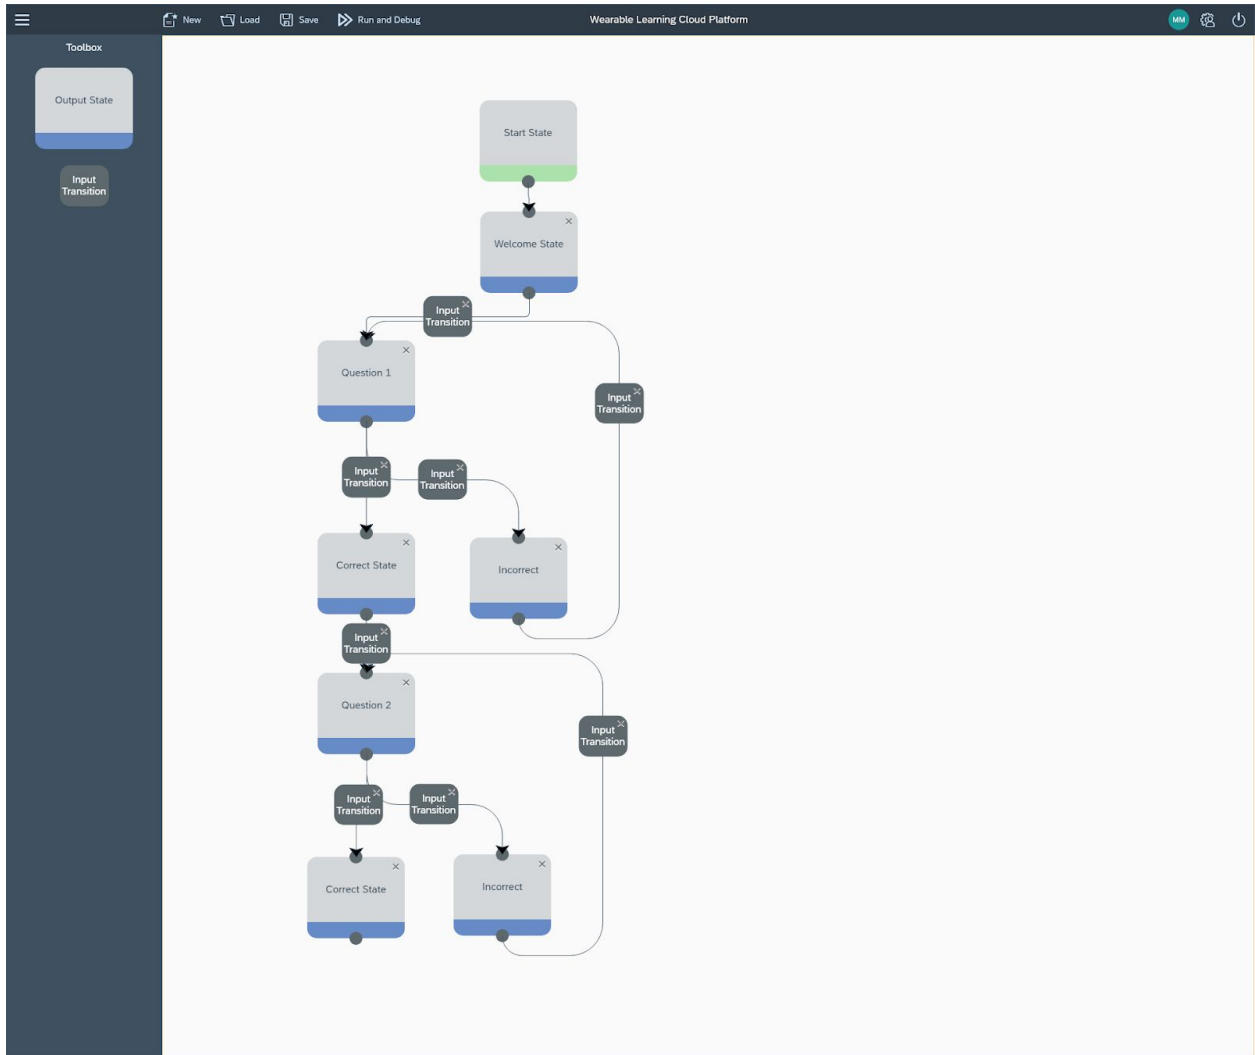 New Load Save Run and Debug Wearable Learning Cloud Platform MM
Toolbox
Output State
Input
Transition
Start State
Welcome State
Input
Transition
Question 1
Input
Transition
Input
Transition
Input
Transition
Correct State
Incorrect
Input
Transition
Question 2
Input
Transition
Input
Transition
Input
Transition
Correct State
Incorrect